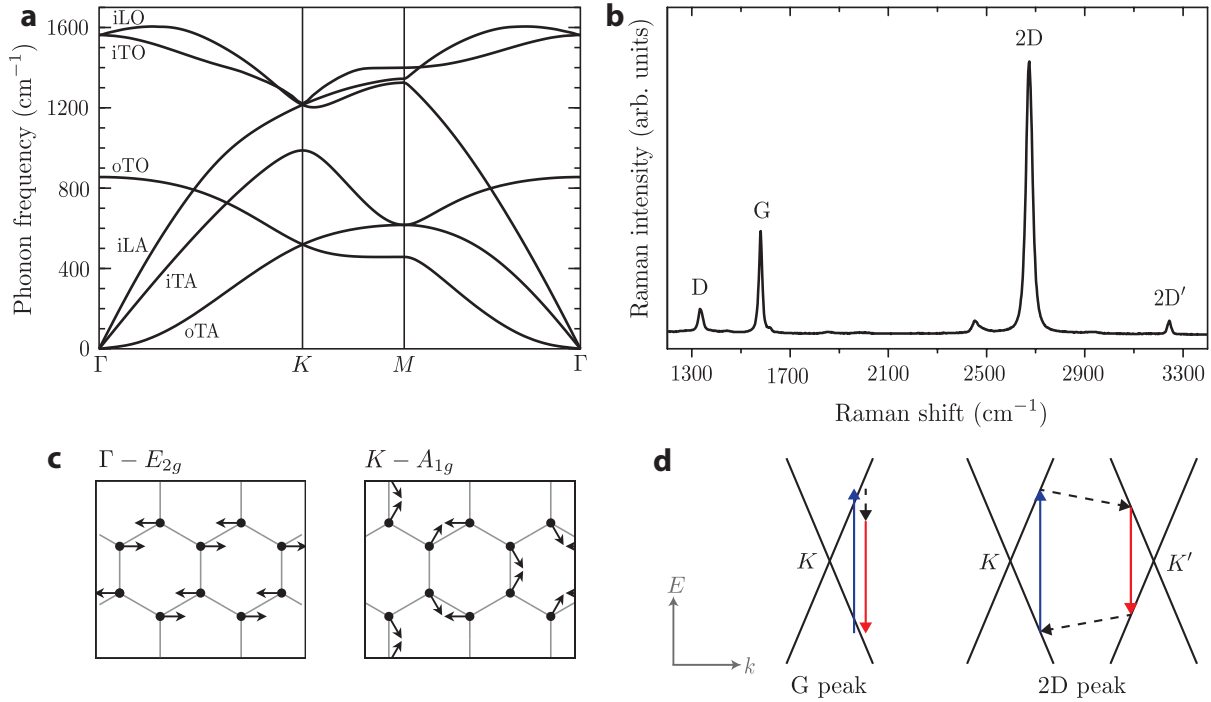 a
Phonon frequency (cm−1)
1600
1200
800
400
0
iLO
iTO
oTO
iLA
iTA
oTA
Γ K M Γ
b
Raman intensity (arb. units)
D
G
2D
2D′
1300 1700 2100 2500 2900 3300
Raman shift (cm−1)
c
Γ − E2g
K − A1g
d
E
k
K
K K′
G peak
2D peak